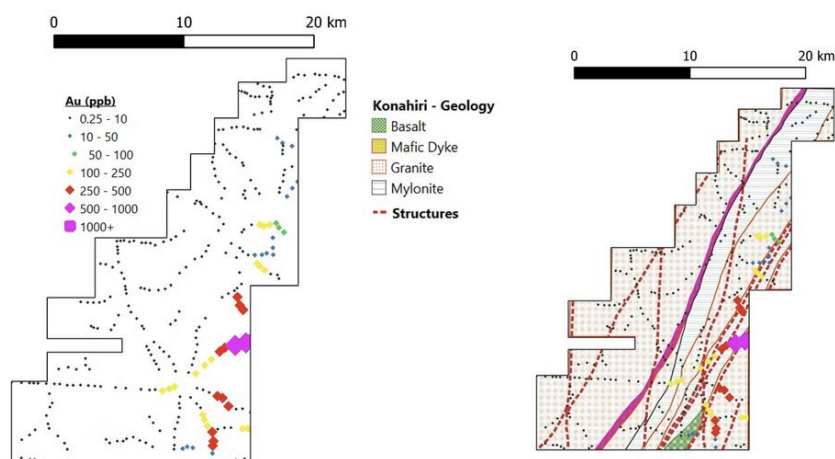 0 10 20 km
Au (ppb)
0.25 - 10
10 - 50
50 - 100
100 - 250
250 - 500
500 - 1000
1000+
0 10 20 km
Konahiri - Geology
Basalt
Mafic Dyke
Granite
Mylonite
Structures